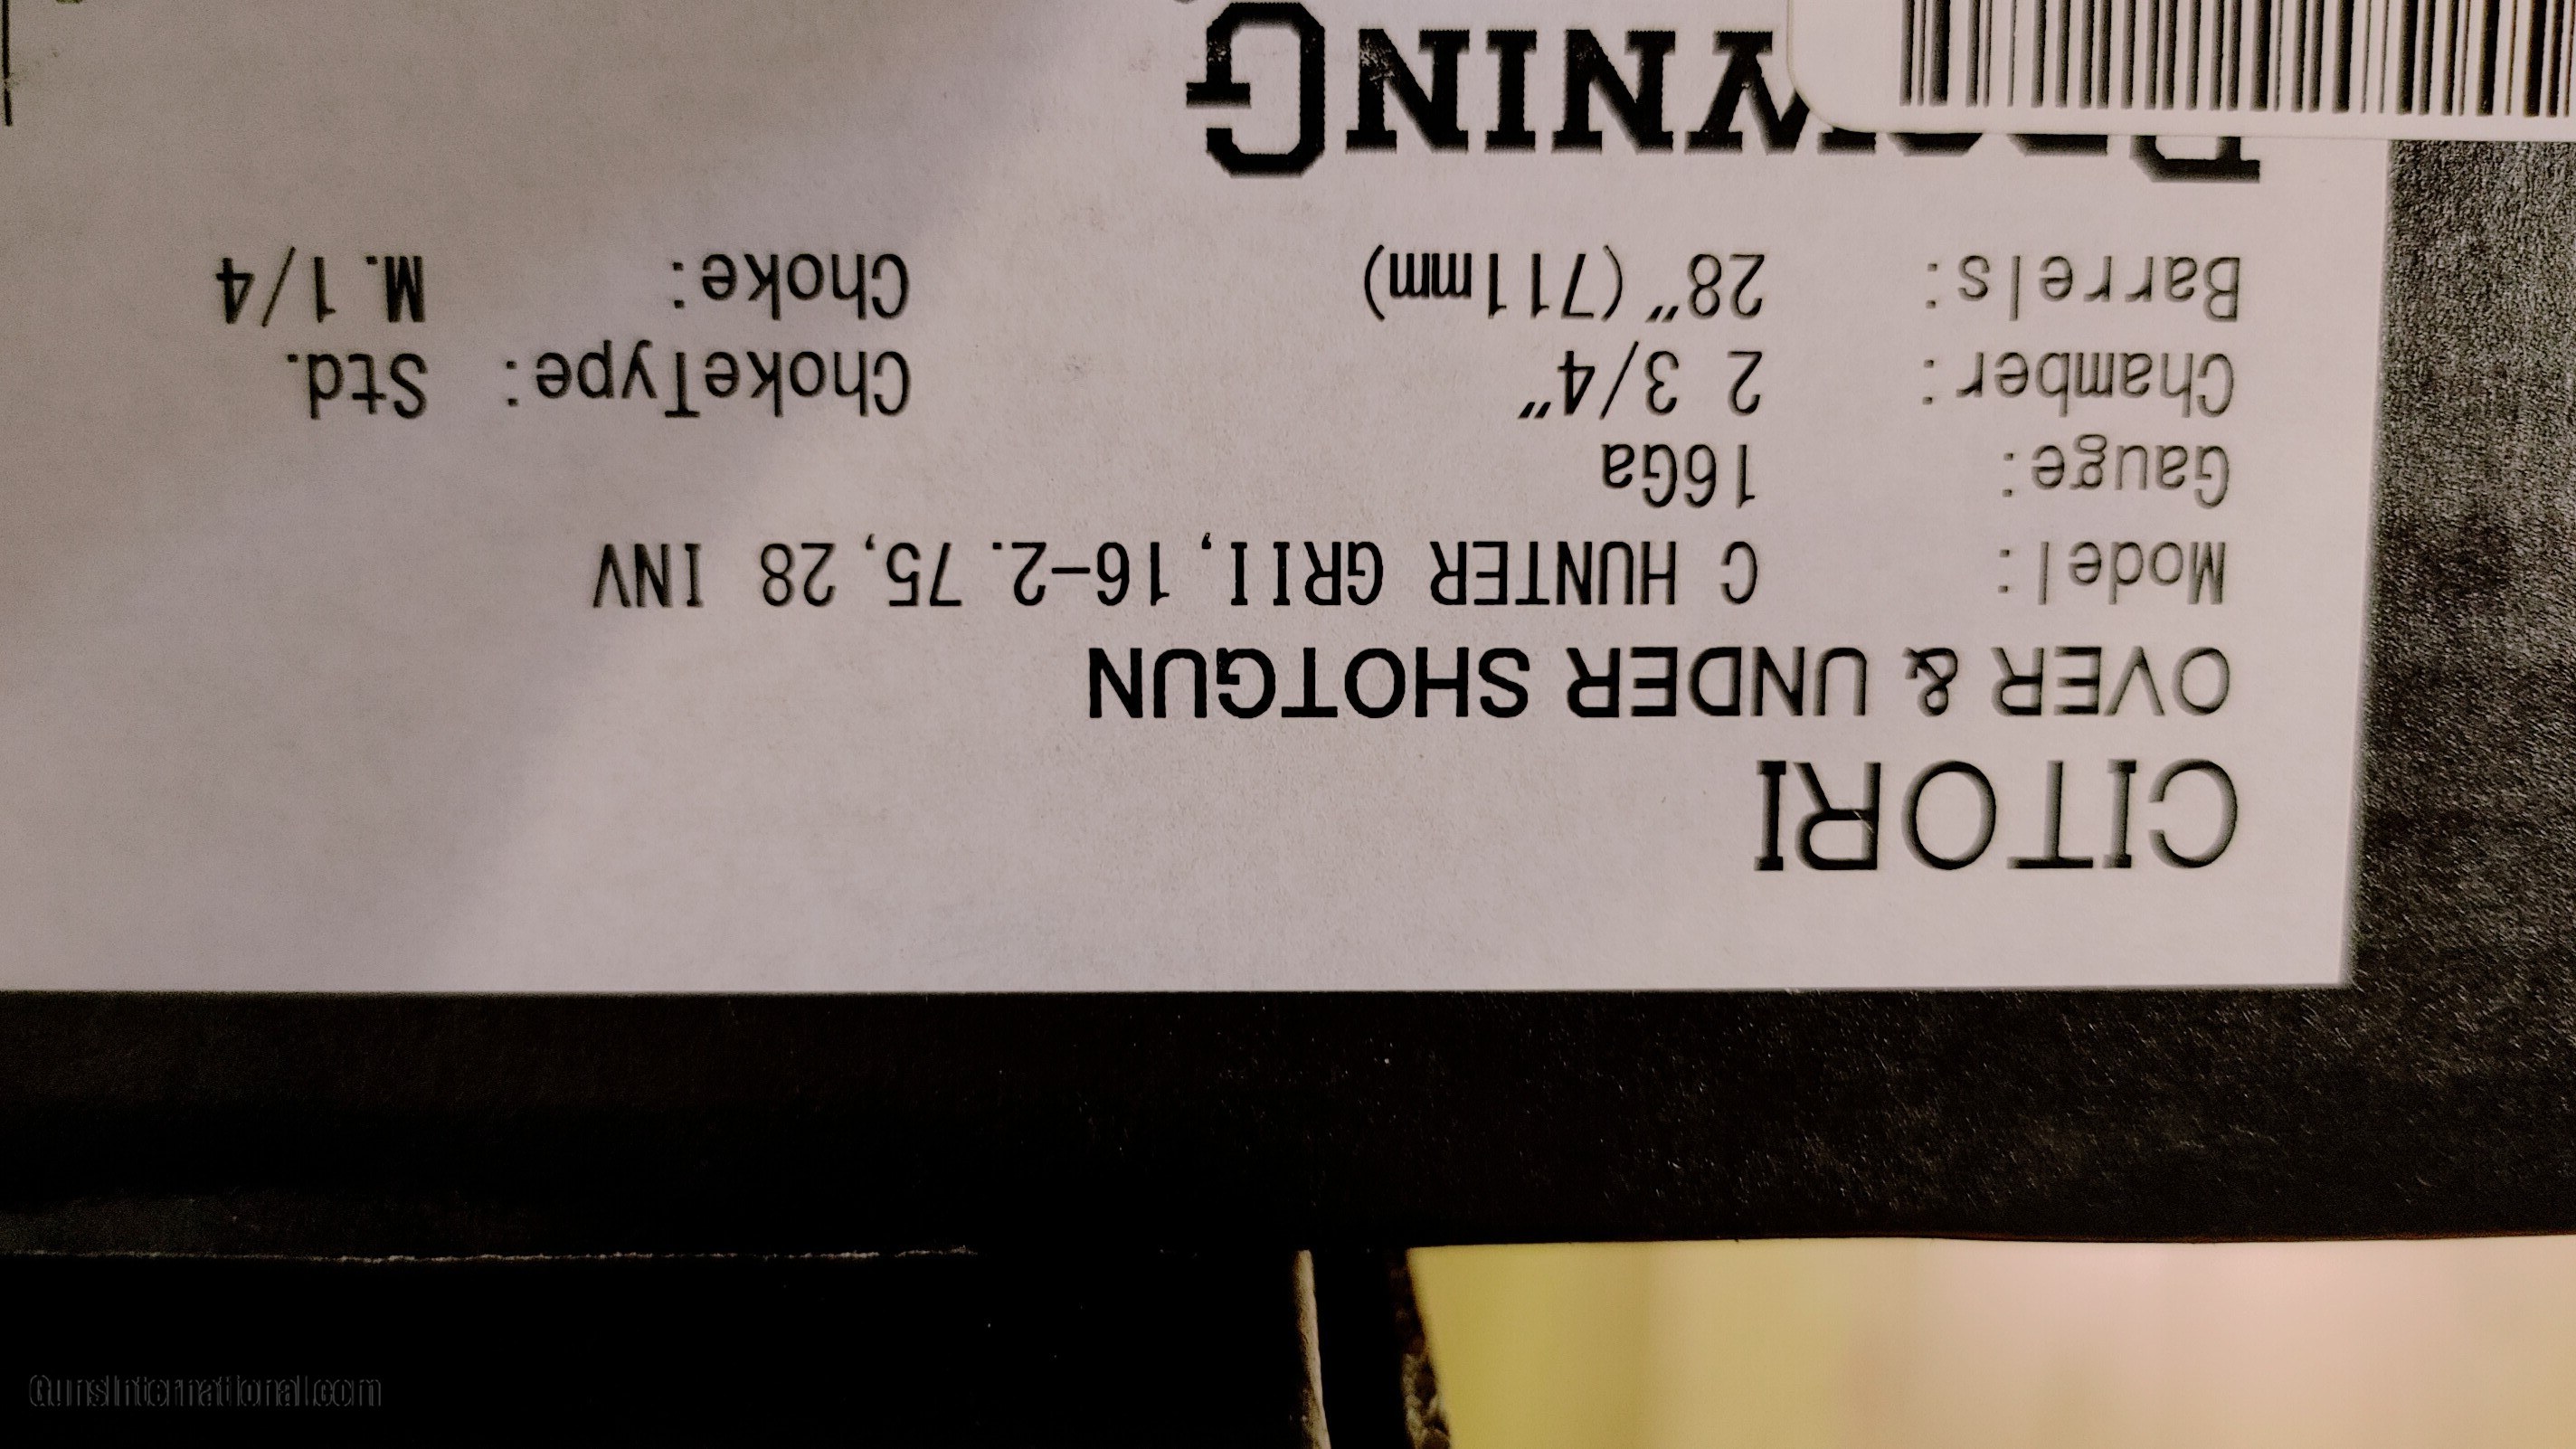 CITORI
OVER & UNDER SHOTGUN
Model: C HUNTER GRII, 16-2. 75, 28 INV
Gauge: 16Ga
Chamber: 2 3/4" ChokeType: Std.
Barrels: 28" (711mm) Choke: M. 1/4
BROWNING
GunsInternational.com